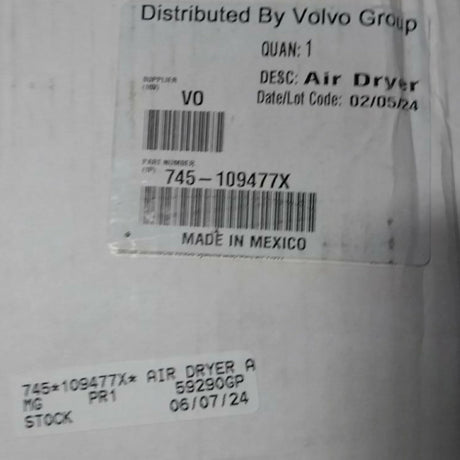 Distributed By Volvo Group
QUAN: 1
SUPPLIER
DESC: Air Dryer
VO
Date/Lot Code: 02/05/24
PART NUMBER
(1P)
745-109477X
MADE IN MEXICO
745*109477X* AIR DRYER A
MG PR1 59290GP
STOCK 06/07/24